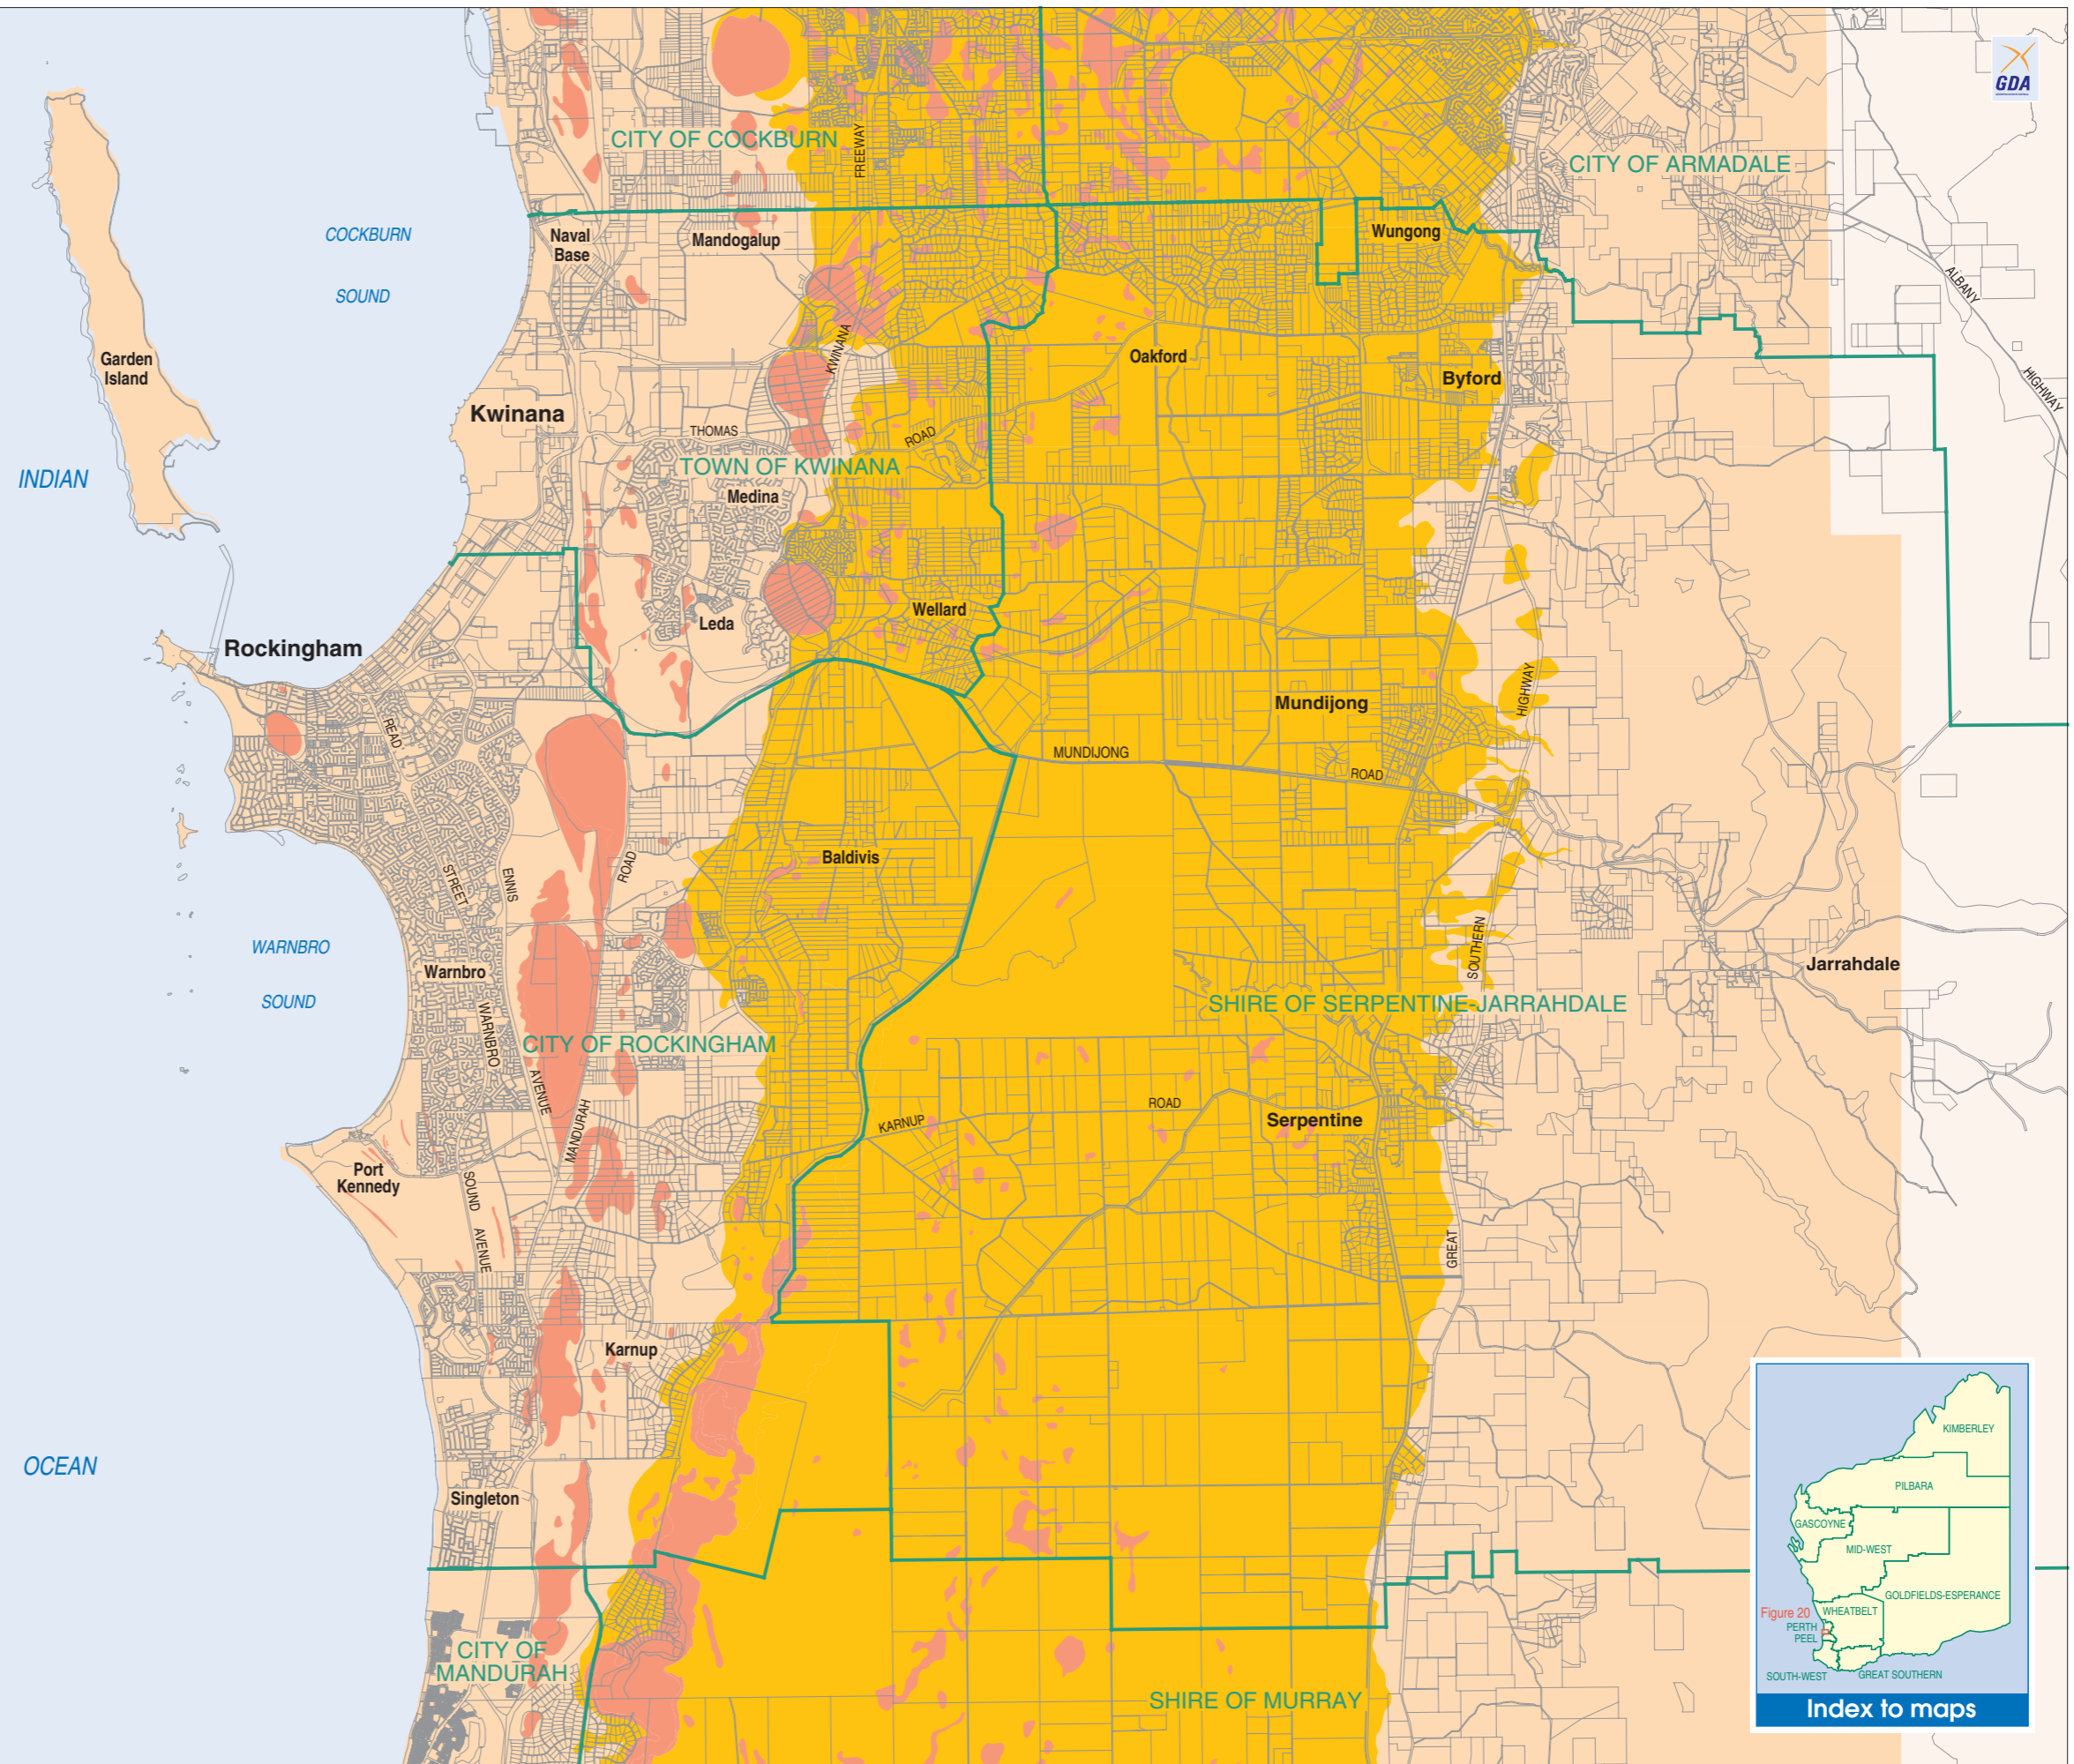 GDA
CITY OF COCKBURN
FREEWAY
CITY OF ARMADALE
COCKBURN
SOUND
Naval
Base
Mandogalup
Wungong
ALBANY
HIGHWAY
Garden
Island
KWINANA
Oakford
Byford
Kwinana
THOMAS
ROAD
TOWN OF KWINANA
INDIAN
Medina
Wellard
Leda
Rockingham
READ
Mundijong
HIGHWAY
MUNDIJONG
ROAD
Baldivis
ROAD
STREET
ENNIS
WARNBRO
SOUND
Warnbro
WARNBRO
SOUTHERN
Jarrahdale
SHIRE OF SERPENTINE-JARRAHDALE
CITY OF ROCKINGHAM
AVENUE
MANDURAH
KARNUP
ROAD
Serpentine
Port
Kennedy
SOUND
AVENUE
GREAT
Karnup
OCEAN
Singleton
CITY OF
MANDURAH
SHIRE OF MURRAY
KIMBERLEY
PILBARA
GASCOYNE
MID-WEST
GOLDFIELDS-ESPERANCE
Figure 20
WHEATBELT
PERTH
PEEL
SOUTH-WEST
GREAT SOUTHERN
Index to maps